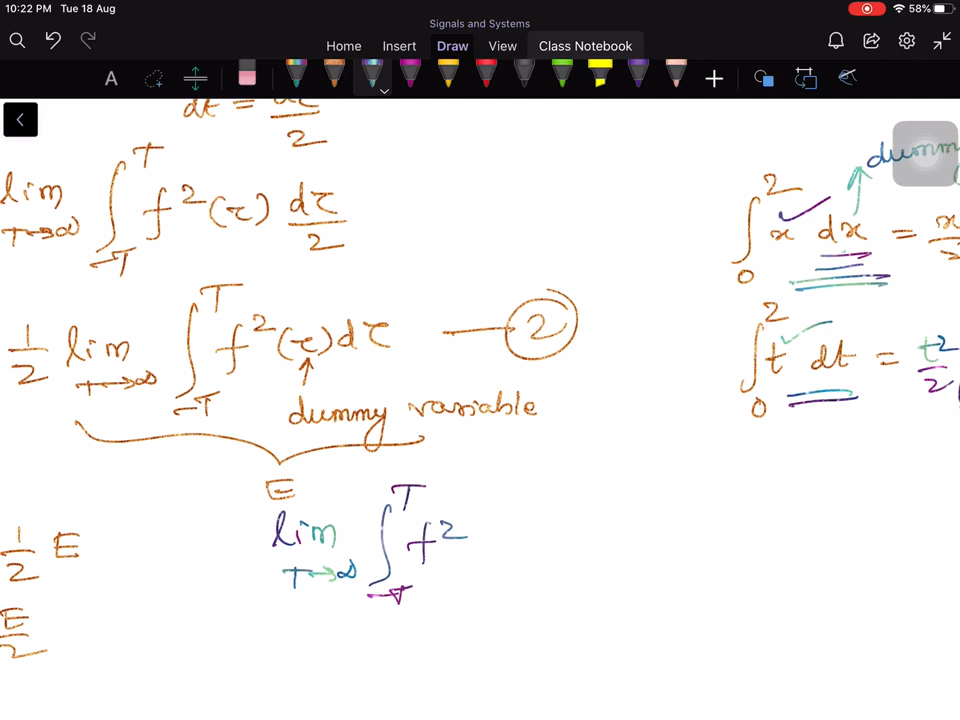 10:22 PM Tue 18 Aug 58%
Signals and Systems
Home Insert Draw View Class Notebook
dt = dτ/2
lim T→∞ ∫_{-T}^{T} f²(τ) dτ/2
1/2 lim T→∞ ∫_{-T}^{T} f²(τ)dτ — ②
↑
dummy variable
E
1/2 E
E/2
lim T→∞ ∫_{-T}^{T} f²
∫_0^2 x dx =
∫_0^2 t dt = t²/2